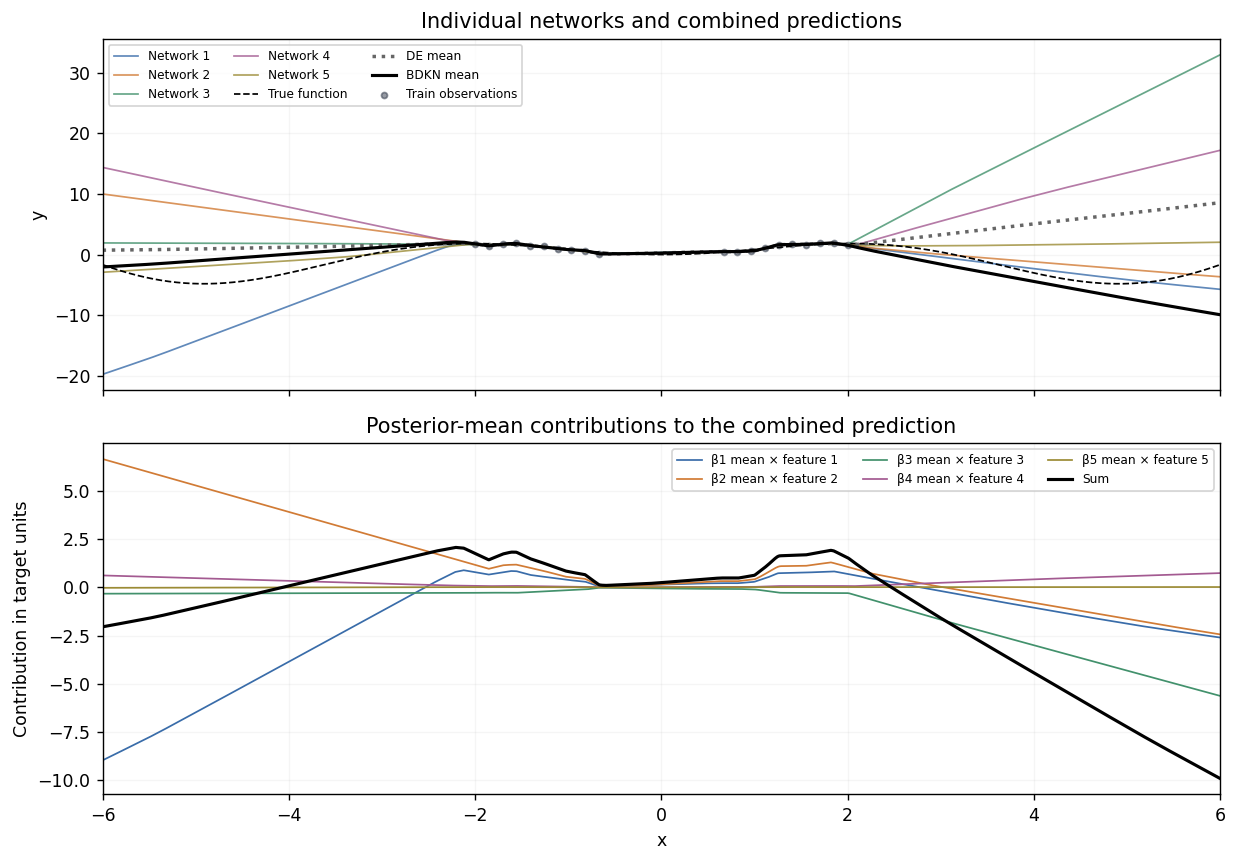 Individual networks and combined predictions
Network 1
Network 2
Network 3
Network 4
Network 5
True function
DE mean
BDKN mean
Train observations
30
20
10
0
−10
−20
y
Posterior-mean contributions to the combined prediction
β1 mean × feature 1
β2 mean × feature 2
β3 mean × feature 3
β4 mean × feature 4
β5 mean × feature 5
Sum
5.0
2.5
0.0
−2.5
−5.0
−7.5
−10.0
Contribution in target units
−6
−4
−2
0
2
4
6
x